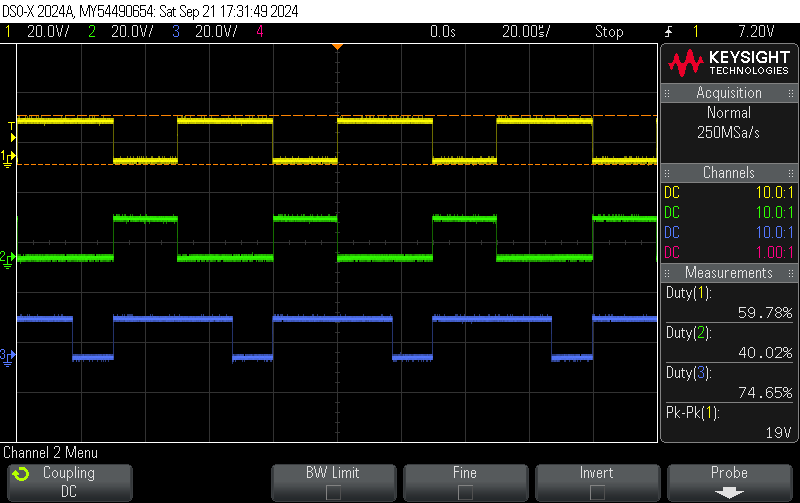 DSO-X 2024A, MY54490654: Sat Sep 21 17:31:49 2024
1 20.0V/ 2 20.0V/ 3 20.0V/ 4 0.0s 20.00㎲/ Stop 1 7.20V
KEYSIGHT
TECHNOLOGIES
Acquisition
Normal
250MSa/s
Channels
DC 10.0:1
DC 10.0:1
DC 10.0:1
DC 1.00:1
Measurements
Duty(1):
59.78%
Duty(2):
40.02%
Duty(3):
74.65%
Pk-Pk(1):
19V
T
1
2
3
Channel 2 Menu
Coupling
DC
BW Limit
Fine
Invert
Probe